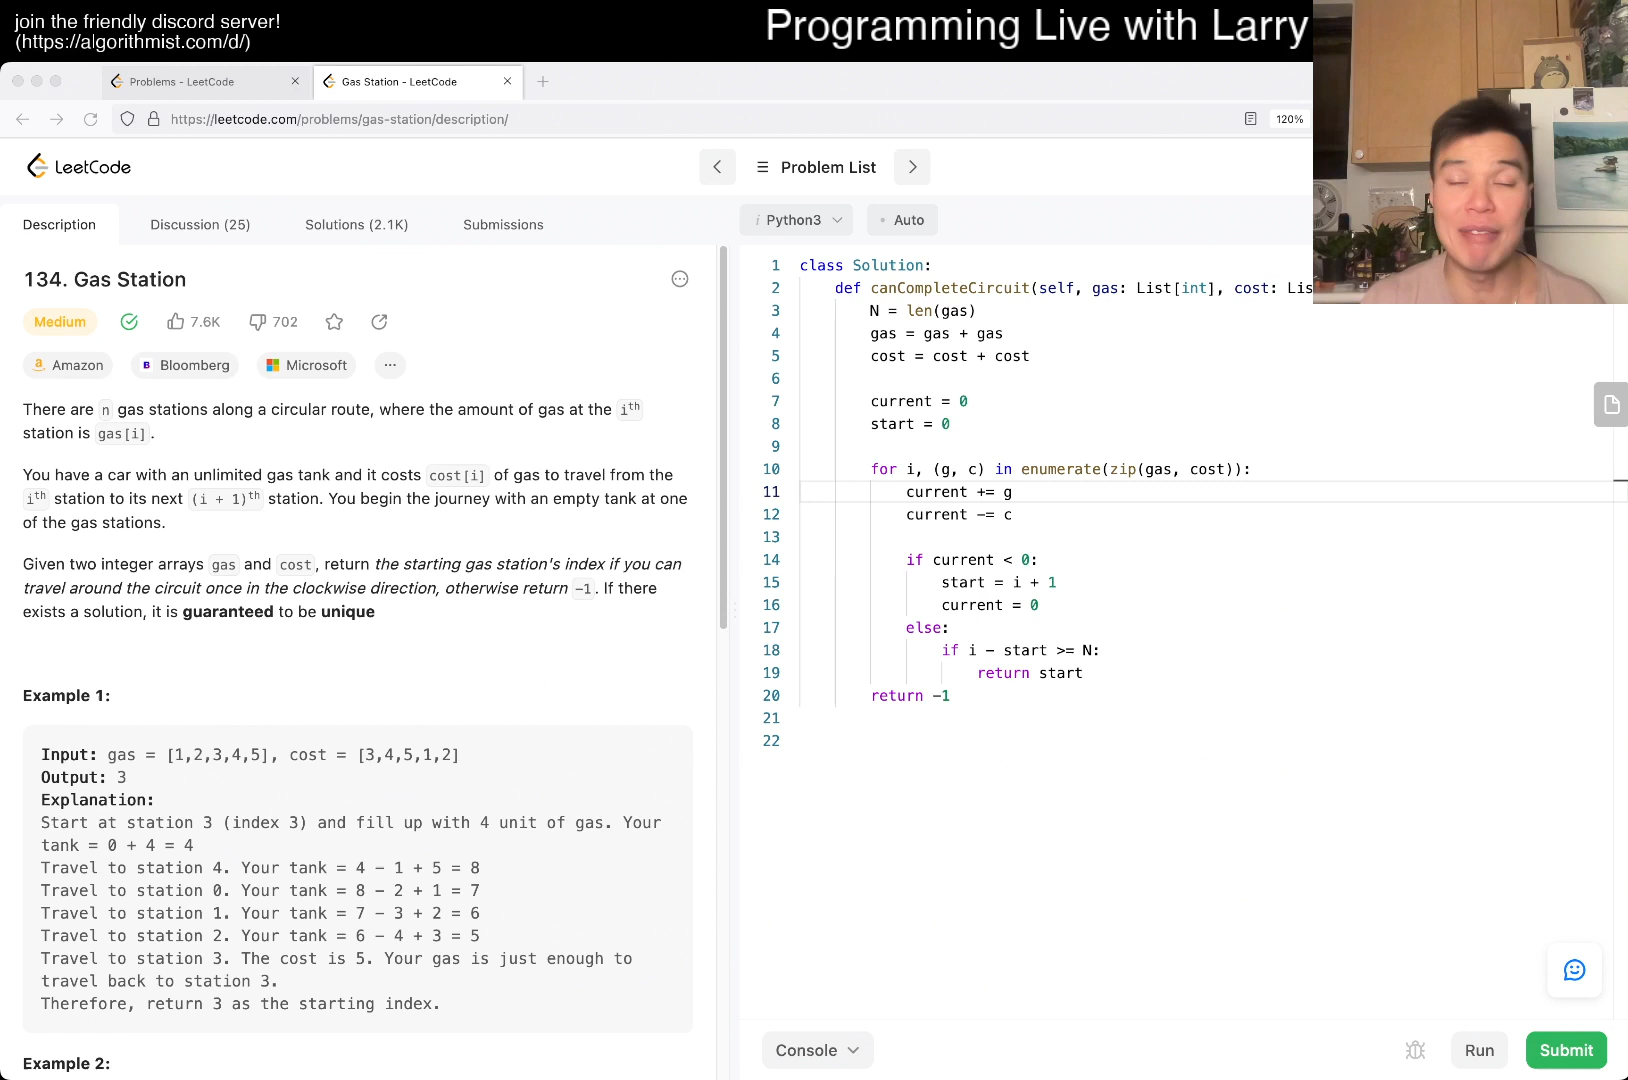 join the friendly discord server!
(https://algorithmist.com/d/)
Programming Live with Larry
Problems - LeetCode
Gas Station - LeetCode
https://leetcode.com/problems/gas-station/description/
120%
LeetCode
Problem List
Description
Discussion (25)
Solutions (2.1K)
Submissions
i Python3
Auto
134. Gas Station
Medium
7.6K
702
Amazon
Bloomberg
Microsoft
There are n gas stations along a circular route, where the amount of gas at the ith
station is gas[i].
You have a car with an unlimited gas tank and it costs cost[i] of gas to travel from the
ith station to its next (i + 1)th station. You begin the journey with an empty tank at one
of the gas stations.
Given two integer arrays gas and cost, return the starting gas station's index if you can
travel around the circuit once in the clockwise direction, otherwise return -1. If there
exists a solution, it is guaranteed to be unique
Example 1:
Input: gas = [1,2,3,4,5], cost = [3,4,5,1,2]
Output: 3
Explanation:
Start at station 3 (index 3) and fill up with 4 unit of gas. Your
tank = 0 + 4 = 4
Travel to station 4. Your tank = 4 - 1 + 5 = 8
Travel to station 0. Your tank = 8 - 2 + 1 = 7
Travel to station 1. Your tank = 7 - 3 + 2 = 6
Travel to station 2. Your tank = 6 - 4 + 3 = 5
Travel to station 3. The cost is 5. Your gas is just enough to
travel back to station 3.
Therefore, return 3 as the starting index.
Example 2:
1 class Solution:
2 def canCompleteCircuit(self, gas: List[int], cost: Lis
3 N = len(gas)
4 gas = gas + gas
5 cost = cost + cost
6
7 current = 0
8 start = 0
9
10 for i, (g, c) in enumerate(zip(gas, cost)):
11 current += g
12 current -= c
13
14 if current < 0:
15 start = i + 1
16 current = 0
17 else:
18 if i - start >= N:
19 return start
20 return -1
21
22
Console
Run
Submit